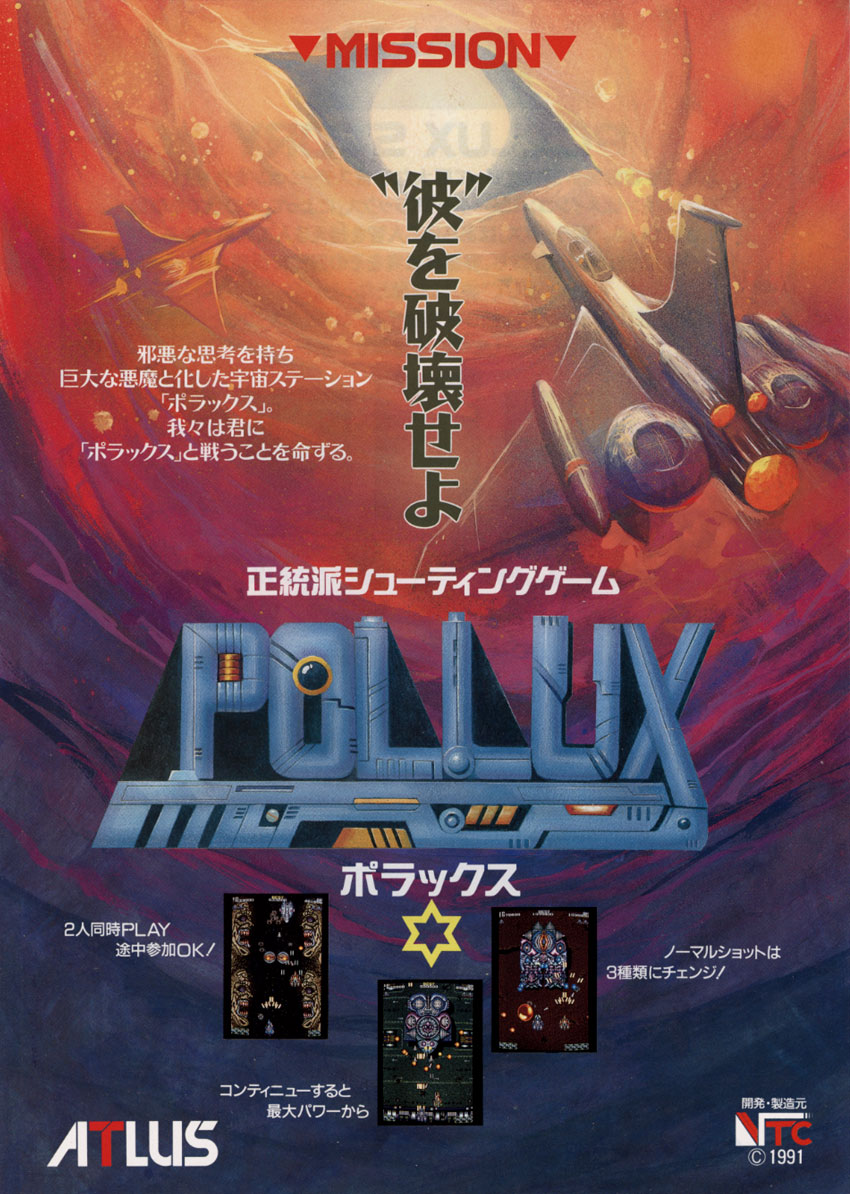 ▼MISSION▼
"彼"を破壊せよ
邪悪な思考を持ち
巨大な悪魔と化した宇宙ステーション
「ポラックス」。
我々は君に
「ポラックス」と戦うことを命ずる。
正統派シューティングゲーム
POLLUX
ポラックス
2人同時PLAY
途中参加OK!
ノーマルショットは
3種類にチェンジ!
コンティニューすると
最大パワーから
ATLUS
開発・製造元
NTC
©1991